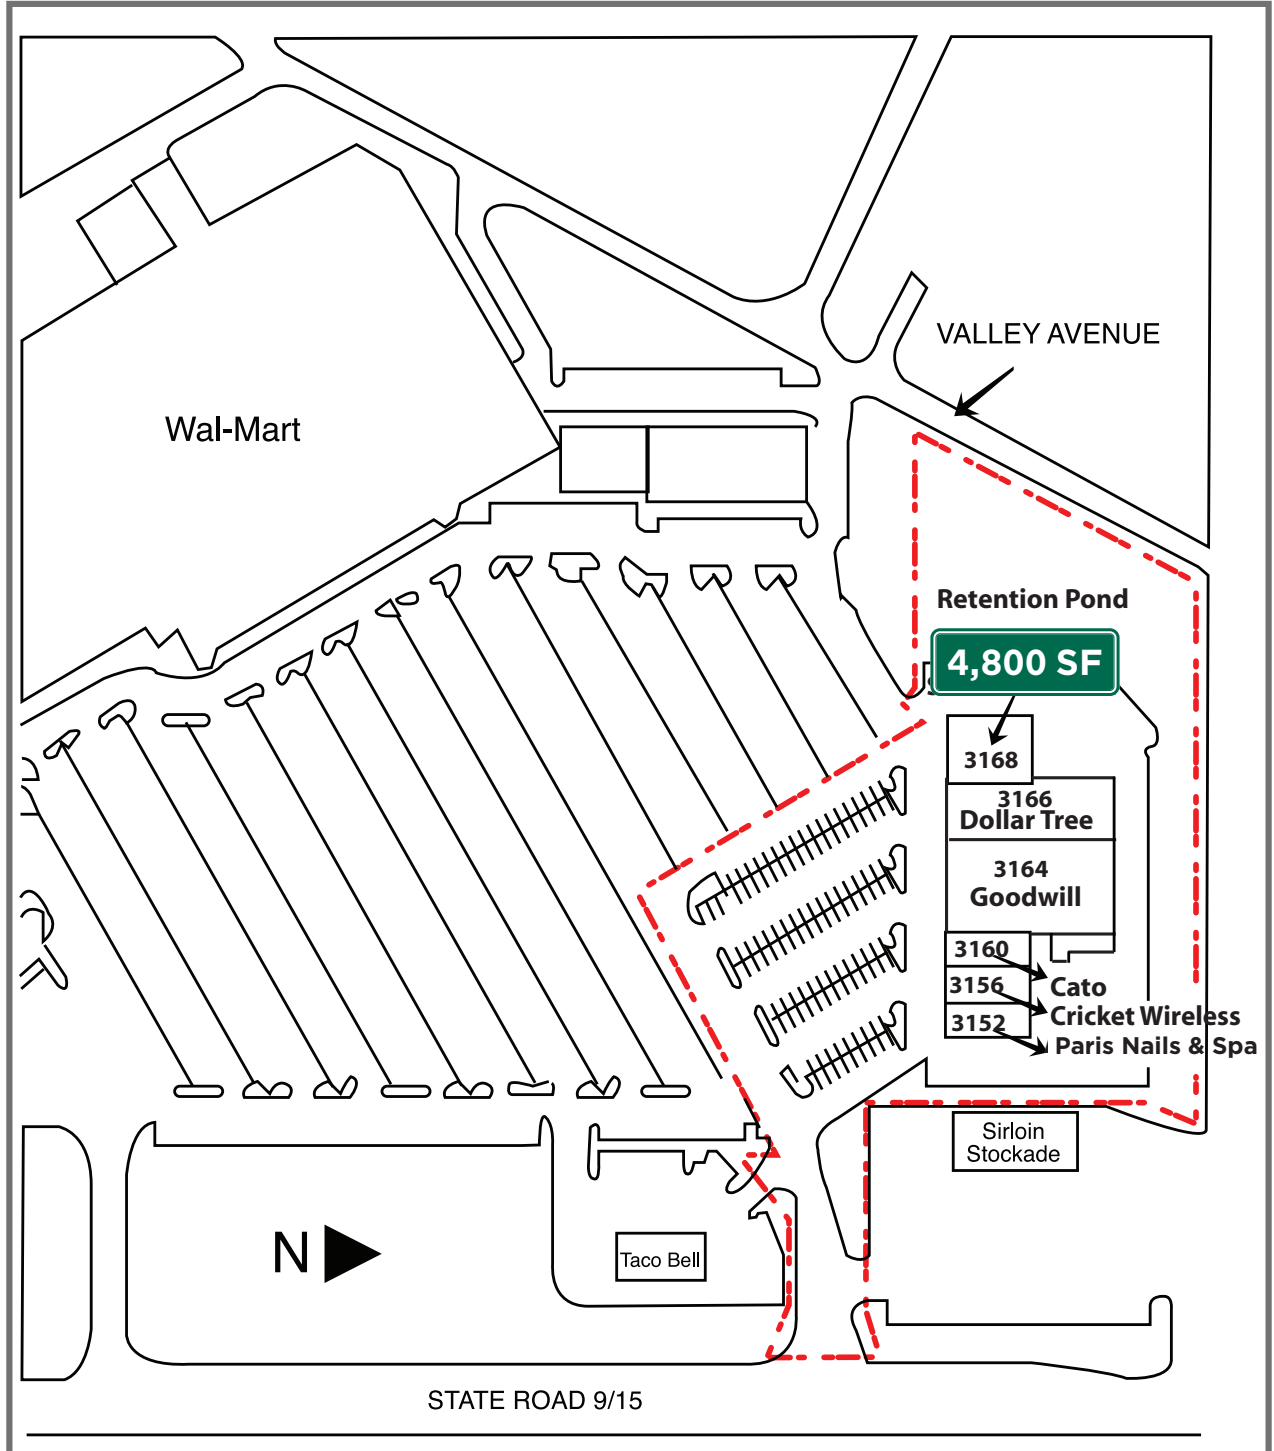 VALLEY AVENUE
Wal-Mart
Retention Pond
4,800 SF
3168
3166
Dollar Tree
3164
Goodwill
3160
Cato
3156
Cricket Wireless
3152
Paris Nails & Spa
Sirloin
Stockade
N
Taco Bell
STATE ROAD 9/15